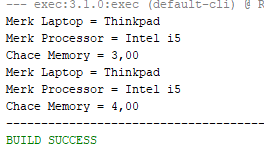 --- exec:3.1.0:exec (default-cli) @ R
Merk Laptop = Thinkpad
Merk Processor = Intel i5
Chace Memory = 3,00
Merk Laptop = Thinkpad
Merk Processor = Intel i5
Chace Memory = 4,00
------------------------------------
BUILD SUCCESS